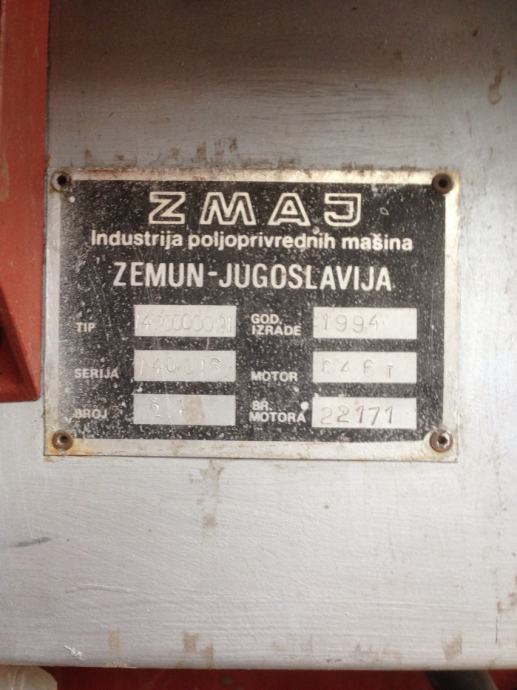 ZMAJ
Industrija poljoprivrednih mašina
ZEMUN-JUGOSLAVIJA
TIP
GOD. IZRADE 1994
SERIJA
MOTOR
BROJ
BR. MOTORA 22171